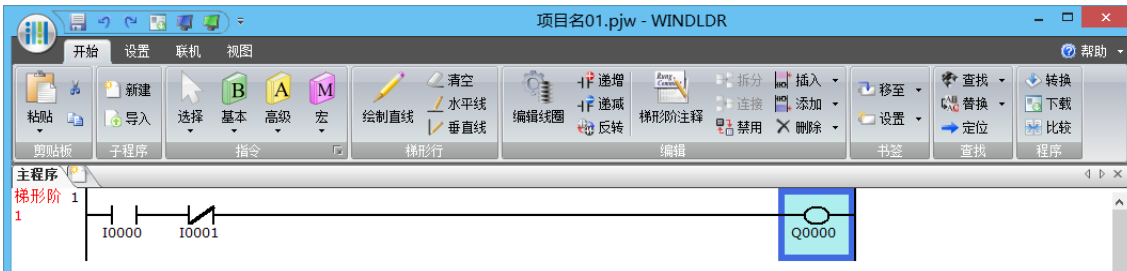 项目名01.pjw - WINDLDR
开始 设置 联机 视图 帮助
粘贴 新建 导入 选择 B 基本 A 高级 M 宏 绘制直线 清空 水平线 垂直线 编辑线圈 递增 递减 反转 梯形阶注释 拆分 连接 禁用 插入 添加 删除 移至 设置 查找 替换 定位 转换 下载 比较
剪贴板 子程序 指令 梯形行 编辑 书签 查找 程序
主程序
梯形阶 1
1
I0000 I0001 Q0000